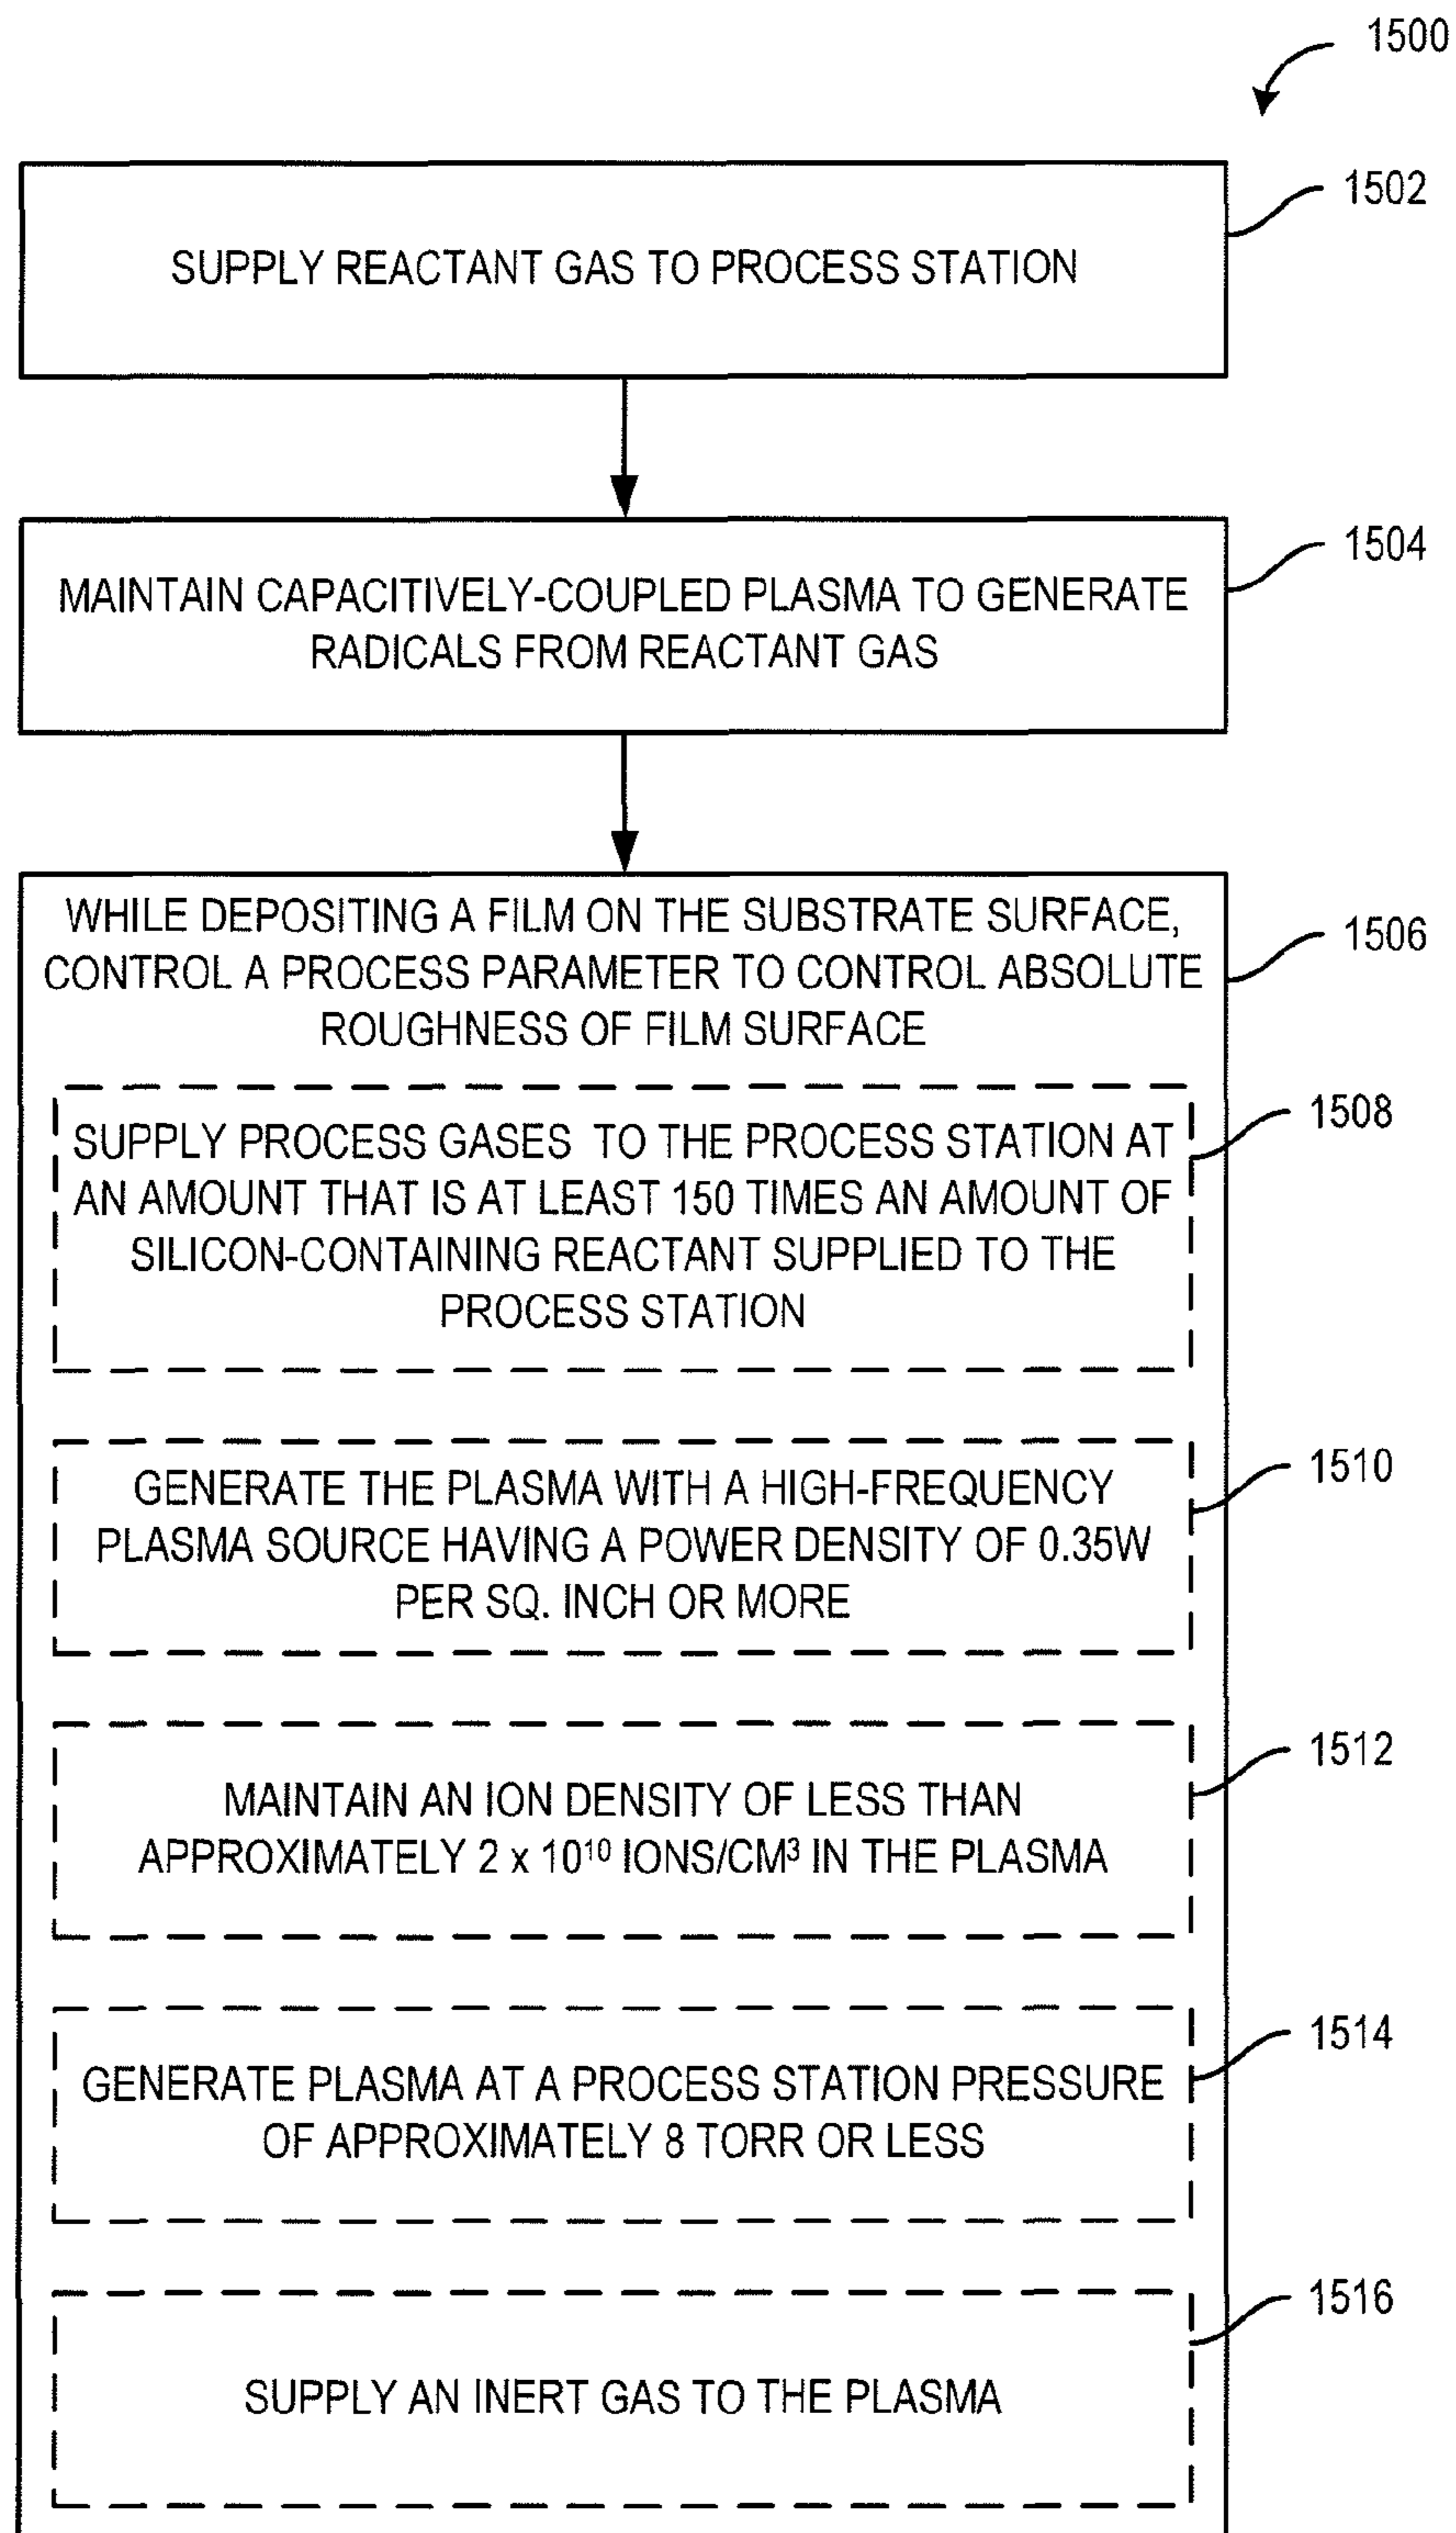 1500
1502
SUPPLY REACTANT GAS TO PROCESS STATION
1504
MAINTAIN CAPACITIVELY-COUPLED PLASMA TO GENERATE
RADICALS FROM REACTANT GAS
WHILE DEPOSITING A FILM ON THE SUBSTRATE SURFACE,
1506
CONTROL A PROCESS PARAMETER TO CONTROL ABSOLUTE
ROUGHNESS OF FILM SURFACE
1508
SUPPLY PROCESS GASES TO THE PROCESS STATION AT
AN AMOUNT THAT IS AT LEAST 150 TIMES AN AMOUNT OF
SILICON-CONTAINING REACTANT SUPPLIED TO THE
PROCESS STATION
1510
GENERATE THE PLASMA WITH A HIGH-FREQUENCY
PLASMA SOURCE HAVING A POWER DENSITY OF 0.35W
PER SQ. INCH OR MORE
1512
MAINTAIN AN ION DENSITY OF LESS THAN
APPROXIMATELY 2 x 10¹⁰ IONS/CM³ IN THE PLASMA
1514
GENERATE PLASMA AT A PROCESS STATION PRESSURE
OF APPROXIMATELY 8 TORR OR LESS
1516
SUPPLY AN INERT GAS TO THE PLASMA